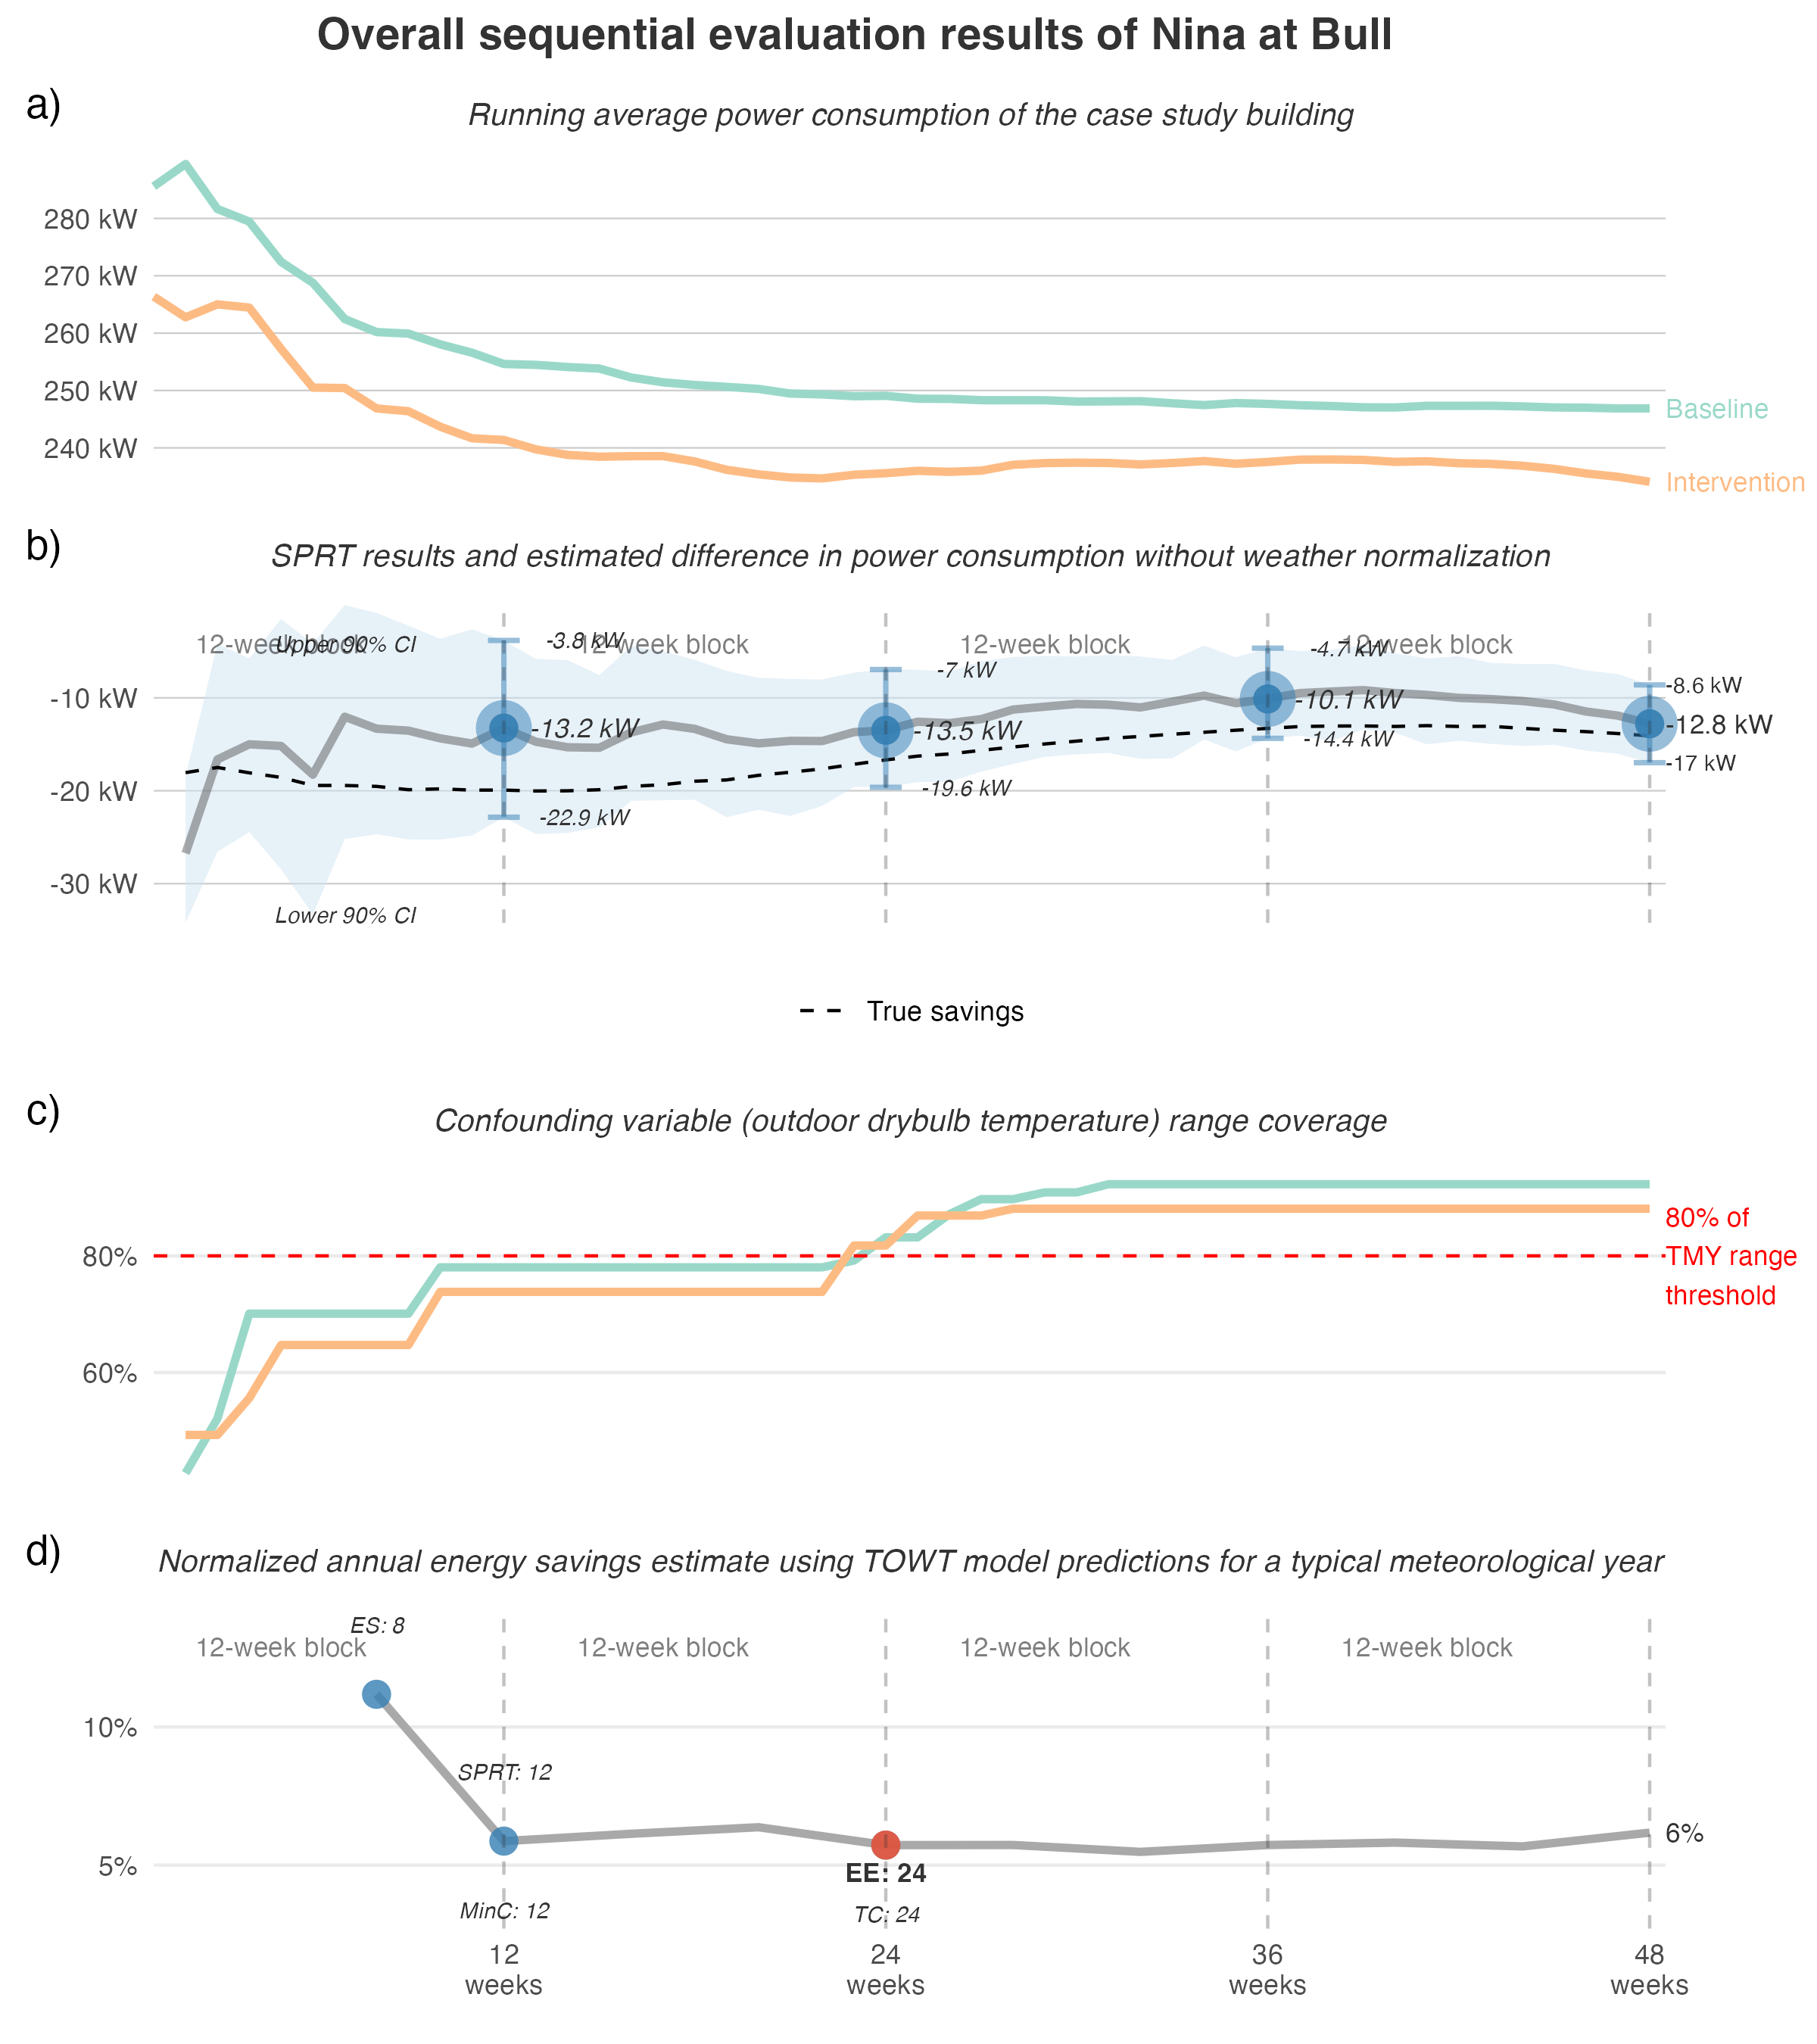 Overall sequential evaluation results of Nina at Bull
a)
Running average power consumption of the case study building
280 kW
270 kW
260 kW
250 kW
240 kW
Baseline
Intervention
b)
SPRT results and estimated difference in power consumption without weather normalization
12-week block
12-week block
12-week block
12-week block
Upper 90% CI
Lower 90% CI
-10 kW
-20 kW
-30 kW
-3.8 kW
-13.2 kW
-22.9 kW
-7 kW
-13.5 kW
-19.6 kW
-4.7 kW
-10.1 kW
-14.4 kW
-8.6 kW
-12.8 kW
-17 kW
True savings
c)
Confounding variable (outdoor drybulb temperature) range coverage
80%
60%
80% of
TMY range
threshold
d)
Normalized annual energy savings estimate using TOWT model predictions for a typical meteorological year
ES: 8
12-week block
12-week block
12-week block
12-week block
10%
5%
SPRT: 12
MinC: 12
EE: 24
TC: 24
6%
12
weeks
24
weeks
36
weeks
48
weeks